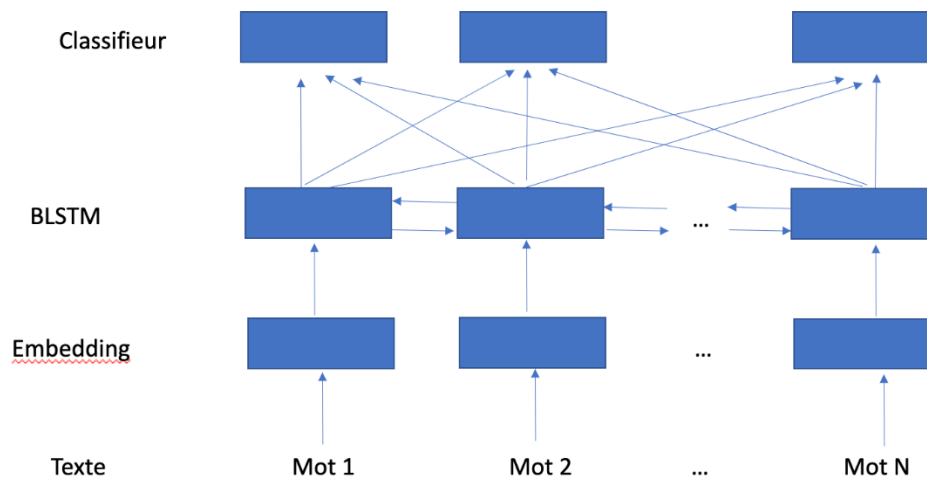 Classifieur
BLSTM
...
Embedding
...
Texte Mot 1 Mot 2 ... Mot N